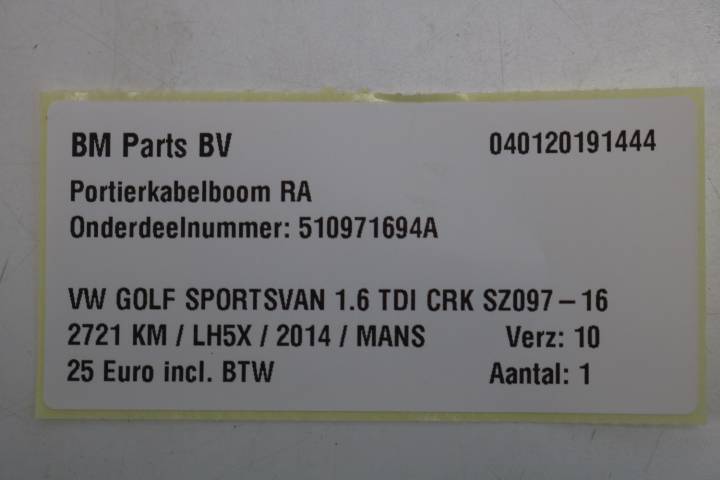 BM Parts BV 040120191444
Portierkabelboom RA
Onderdeelnummer: 510971694A
VW GOLF SPORTSVAN 1.6 TDI CRK SZ097-16
2721 KM / LH5X / 2014 / MANS Verz: 10
25 Euro incl. BTW Aantal: 1